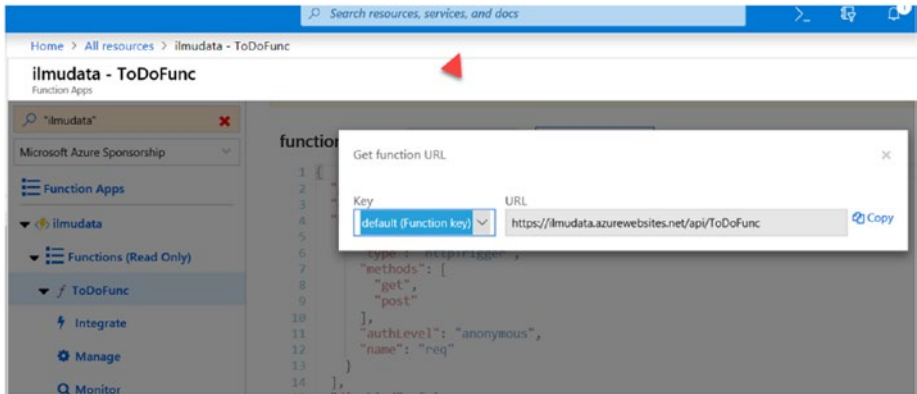 Search resources, services, and docs
Home > All resources > ilmudata - ToDoFunc
ilmudata - ToDoFunc
Function Apps
"ilmudata"
Microsoft Azure Sponsorship
Function Apps
ilmudata
Functions (Read Only)
f ToDoFunc
Integrate
Manage
Monitor
function
Get function URL
Key
URL
default (Function key)
https://ilmudata.azurewebsites.net/api/ToDoFunc
Copy
1 {
2
3
4
5
6 "type": "httpTrigger",
7 "methods": [
8 "get",
9 "post"
10 ],
11 "authLevel": "anonymous",
12 "name": "req"
13 }
14 ],